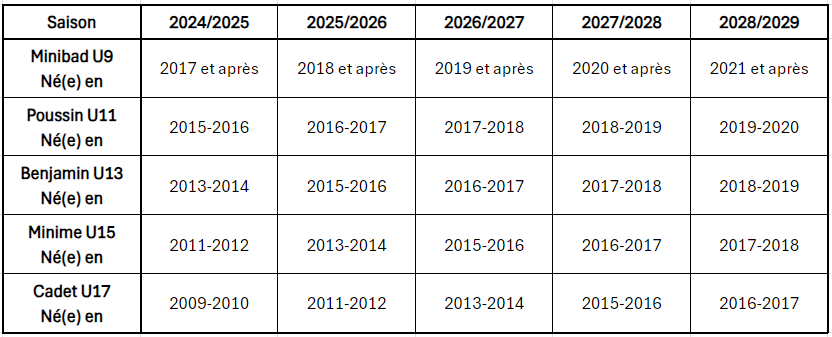 Saison 2024/2025 2025/2026 2026/2027 2027/2028 2028/2029
Minibad U9
Né(e) en 2017 et après 2018 et après 2019 et après 2020 et après 2021 et après
Poussin U11
Né(e) en 2015-2016 2016-2017 2017-2018 2018-2019 2019-2020
Benjamin U13
Né(e) en 2013-2014 2015-2016 2016-2017 2017-2018 2018-2019
Minime U15
Né(e) en 2011-2012 2013-2014 2015-2016 2016-2017 2017-2018
Cadet U17
Né(e) en 2009-2010 2011-2012 2013-2014 2015-2016 2016-2017